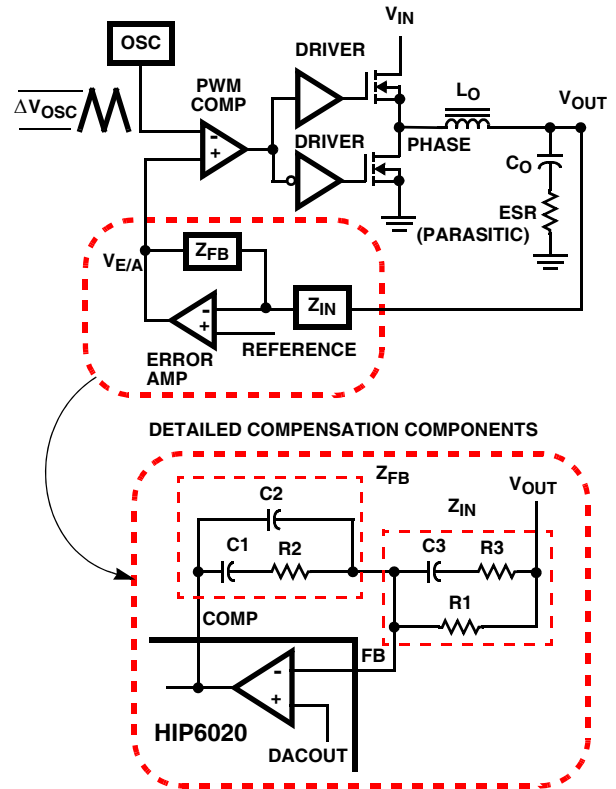 V_IN
OSC
DRIVER
PWM
COMP
L_O
V_OUT
ΔV_OSC
-
+
DRIVER
PHASE
C_O
ESR
(PARASITIC)
Z_FB
V_E/A
-
+
Z_IN
REFERENCE
ERROR
AMP
DETAILED COMPENSATION COMPONENTS
Z_FB
V_OUT
C2
Z_IN
C1
R2
C3
R3
R1
COMP
FB
-
+
HIP6020
DACOUT